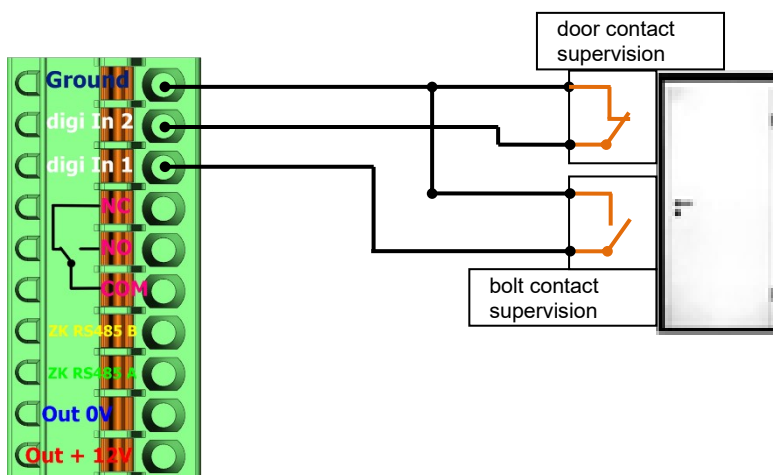 door contact
supervision
Ground
digi In 2
digi In 1
NC
NO
COM
bolt contact
supervision
ZK RS485 B
ZK RS485 A
Out 0V
Out + 12V